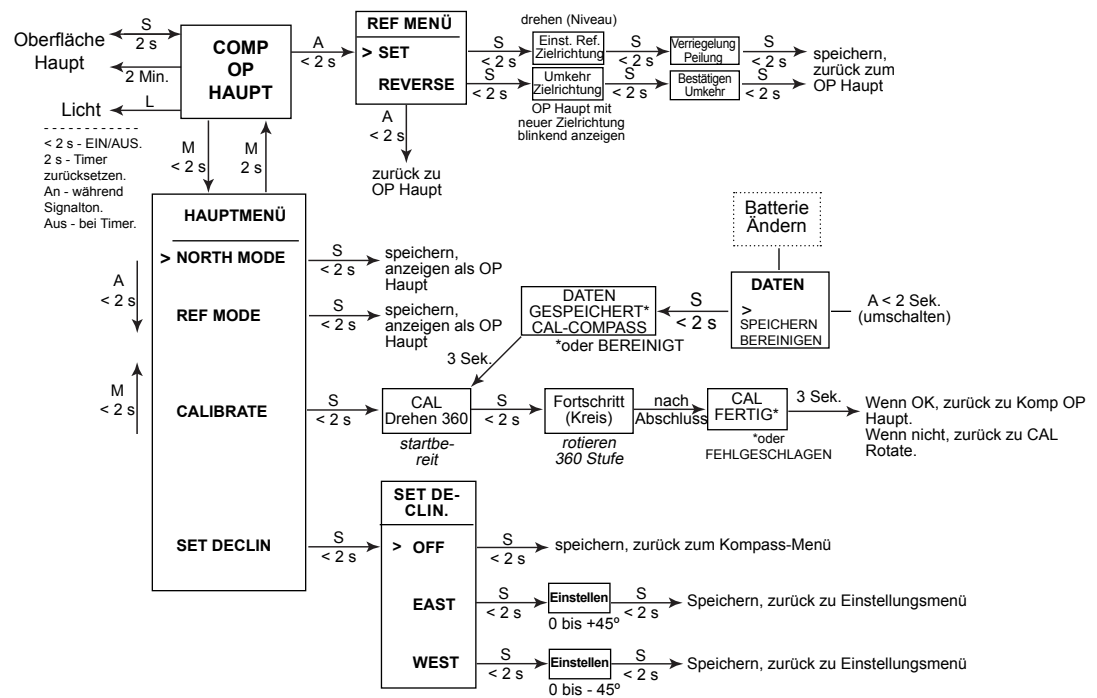 Oberfläche
Haupt
S
2 s
2 Min.
L
Licht
< 2 s - EIN/AUS.
2 s - Timer
zurücksetzen.
An - während
Signalton.
Aus - bei Timer.
COMP
OP
HAUPT
A
< 2 s
M
< 2 s
M
2 s
REF MENÜ
> SET
REVERSE
A
< 2 s
zurück zu
OP Haupt
S
< 2 s
drehen (Niveau)
Einst. Ref.
Zielrichtung
S
< 2 s
Verriegelung
Peilung
S
< 2 s
S
< 2 s
Umkehr
Zielrichtung
OP Haupt mit
neuer Zielrichtung
blinkend anzeigen
S
< 2 s
Bestätigen
Umkehr
S
< 2 s
speichern,
zurück zum
OP Haupt
HAUPTMENÜ
> NORTH MODE
S
< 2 s
speichern,
anzeigen als OP
Haupt
A
< 2 s
REF MODE
S
< 2 s
speichern,
anzeigen als OP
Haupt
Batterie
Ändern
DATEN
>
SPEICHERN
BEREINIGEN
A < 2 Sek.
(umschalten)
S
< 2 s
DATEN
GESPEICHERT*
CAL-COMPASS
*oder BEREINIGT
3 Sek.
M
< 2 s
CALIBRATE
S
< 2 s
CAL
Drehen 360
startbe-
reit
S
< 2 s
Fortschritt
(Kreis)
rotieren
360 Stufe
nach
Abschluss
CAL
FERTIG*
*oder
FEHLGESCHLAGEN
3 Sek.
Wenn OK, zurück zu Komp OP
Haupt.
Wenn nicht, zurück zu CAL
Rotate.
SET DECLIN
S
< 2 s
SET DE-
CLIN.
> OFF
S
< 2 s
speichern, zurück zum Kompass-Menü
EAST
S
< 2 s
Einstellen
0 bis +45º
S
< 2 s
Speichern, zurück zu Einstellungsmenü
WEST
S
< 2 s
Einstellen
0 bis - 45º
S
< 2 s
Speichern, zurück zu Einstellungsmenü